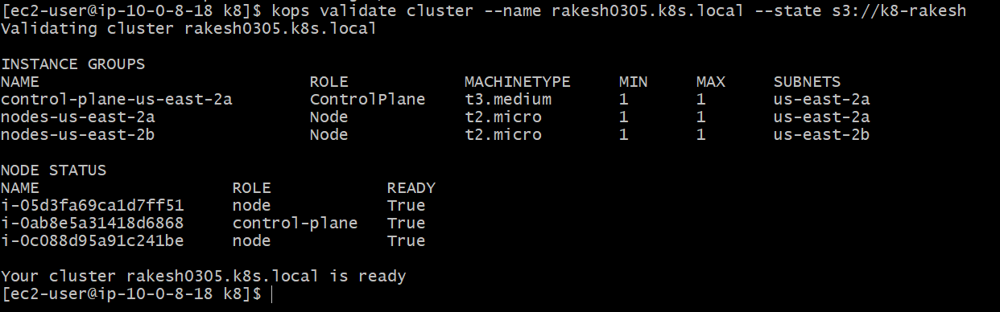 [ec2-user@ip-10-0-8-18 k8]$ kops validate cluster --name rakesh0305.k8s.local --state s3://k8-rakesh
Validating cluster rakesh0305.k8s.local
INSTANCE GROUPS
NAME ROLE MACHINETYPE MIN MAX SUBNETS
control-plane-us-east-2a ControlPlane t3.medium 1 1 us-east-2a
nodes-us-east-2a Node t2.micro 1 1 us-east-2a
nodes-us-east-2b Node t2.micro 1 1 us-east-2b
NODE STATUS
NAME ROLE READY
i-05d3fa69ca1d7ff51 node True
i-0ab8e5a31418d6868 control-plane True
i-0c088d95a91c241be node True
Your cluster rakesh0305.k8s.local is ready
[ec2-user@ip-10-0-8-18 k8]$